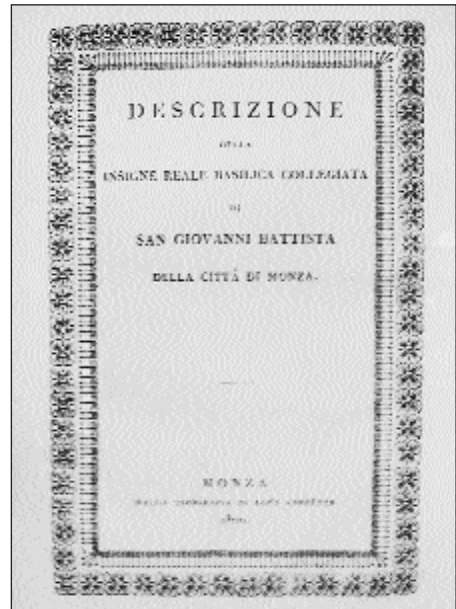 DESCRIZIONE
DELLA
INSIGNE REALE BASILICA COLLEGIATA
DI
SAN GIOVANNI BATTISTA
DELLA CITTÀ DI MONZA.
MONZA